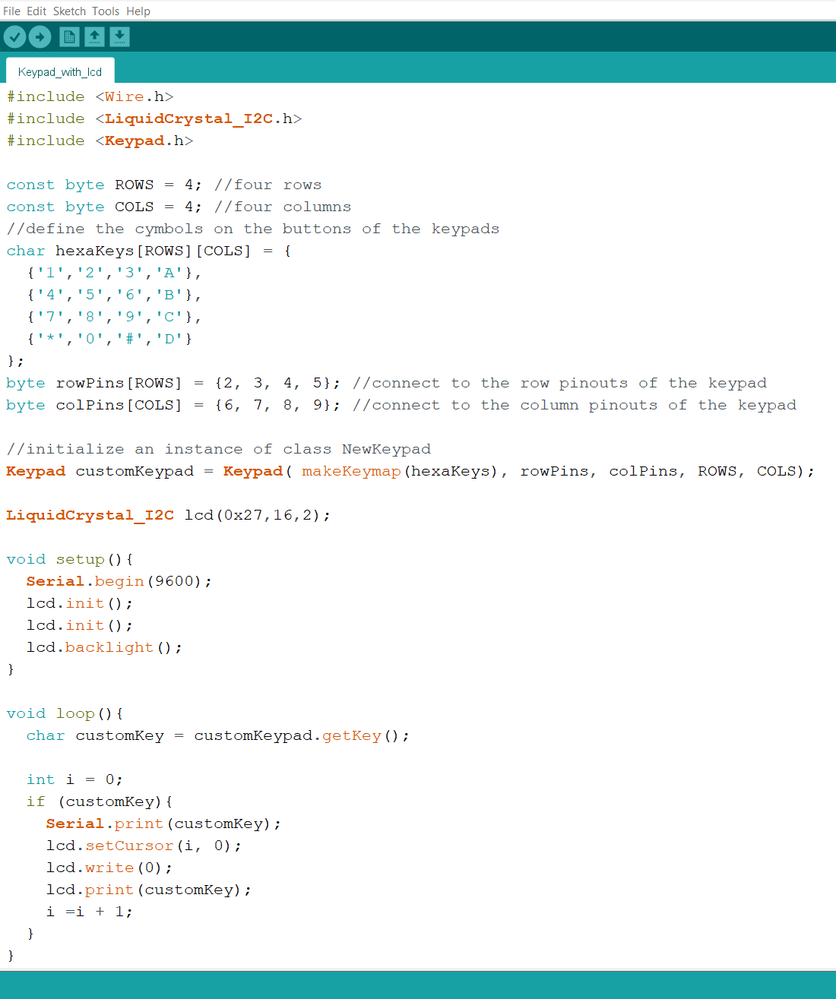 File Edit Sketch Tools Help
Keypad_with_lcd
#include <Wire.h>
#include <LiquidCrystal_I2C.h>
#include <Keypad.h>
const byte ROWS = 4; //four rows
const byte COLS = 4; //four columns
//define the cymbols on the buttons of the keypads
char hexaKeys[ROWS][COLS] = {
  {'1','2','3','A'},
  {'4','5','6','B'},
  {'7','8','9','C'},
  {'*','0','#','D'}
};
byte rowPins[ROWS] = {2, 3, 4, 5}; //connect to the row pinouts of the keypad
byte colPins[COLS] = {6, 7, 8, 9}; //connect to the column pinouts of the keypad
//initialize an instance of class NewKeypad
Keypad customKeypad = Keypad( makeKeymap(hexaKeys), rowPins, colPins, ROWS, COLS);
LiquidCrystal_I2C lcd(0x27,16,2);
void setup(){
  Serial.begin(9600);
  lcd.init();
  lcd.init();
  lcd.backlight();
}
void loop(){
  char customKey = customKeypad.getKey();
  int i = 0;
  if (customKey){
    Serial.print(customKey);
    lcd.setCursor(i, 0);
    lcd.write(0);
    lcd.print(customKey);
    i =i + 1;
  }
}